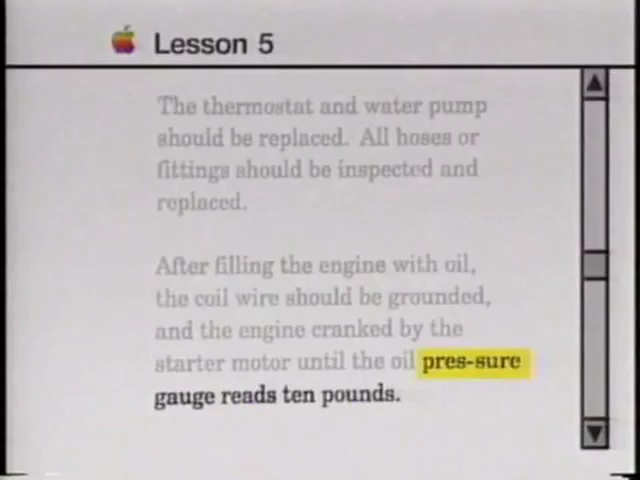 Lesson 5
The thermostat and water pump
should be replaced. All hoses or
fittings should be inspected and
replaced.
After filling the engine with oil,
the coil wire should be grounded,
and the engine cranked by the
starter motor until the oil pres-sure
gauge reads ten pounds.